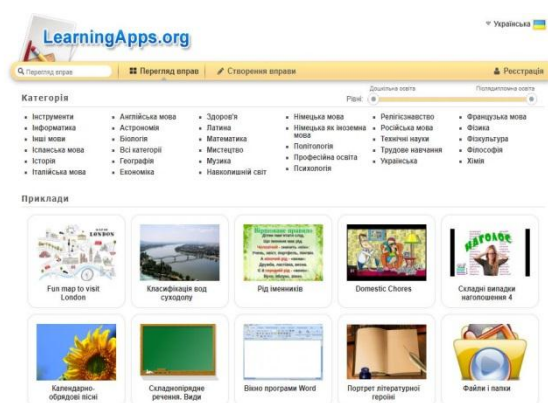 LearningApps.org
Українська
Перегляд вправ
Перегляд вправ
Створення вправи
Реєстрація
Категорія
Рівні:
Дошкільна освіта
Післядипломна освіта
Інструменти
Інформатика
Інші мови
Іспанська мова
Історія
Італійська мова
Англійська мова
Астрономія
Біологія
Всі категорії
Географія
Економіка
Здоров'я
Латина
Математика
Мистецтво
Музика
Навколишній світ
Німецька мова
Німецька як іноземна
мова
Політологія
Професійна освіта
Психологія
Релігієзнавство
Російська мова
Технічні науки
Трудове навчання
Українська
Французька мова
Фізика
Фізкультура
Філософія
Хімія
Приклади
LONDON
НАГОЛОС
Fun map to visit
London
Класифікація вод
суходолу
Рід іменників
Domestic Chores
Складні випадки
наголошення 4
Календарно-
обрядові пісні
Складнопірядне
речення. Види
Вікно програми Word
Портрет літературної
героїні
Файли і папки